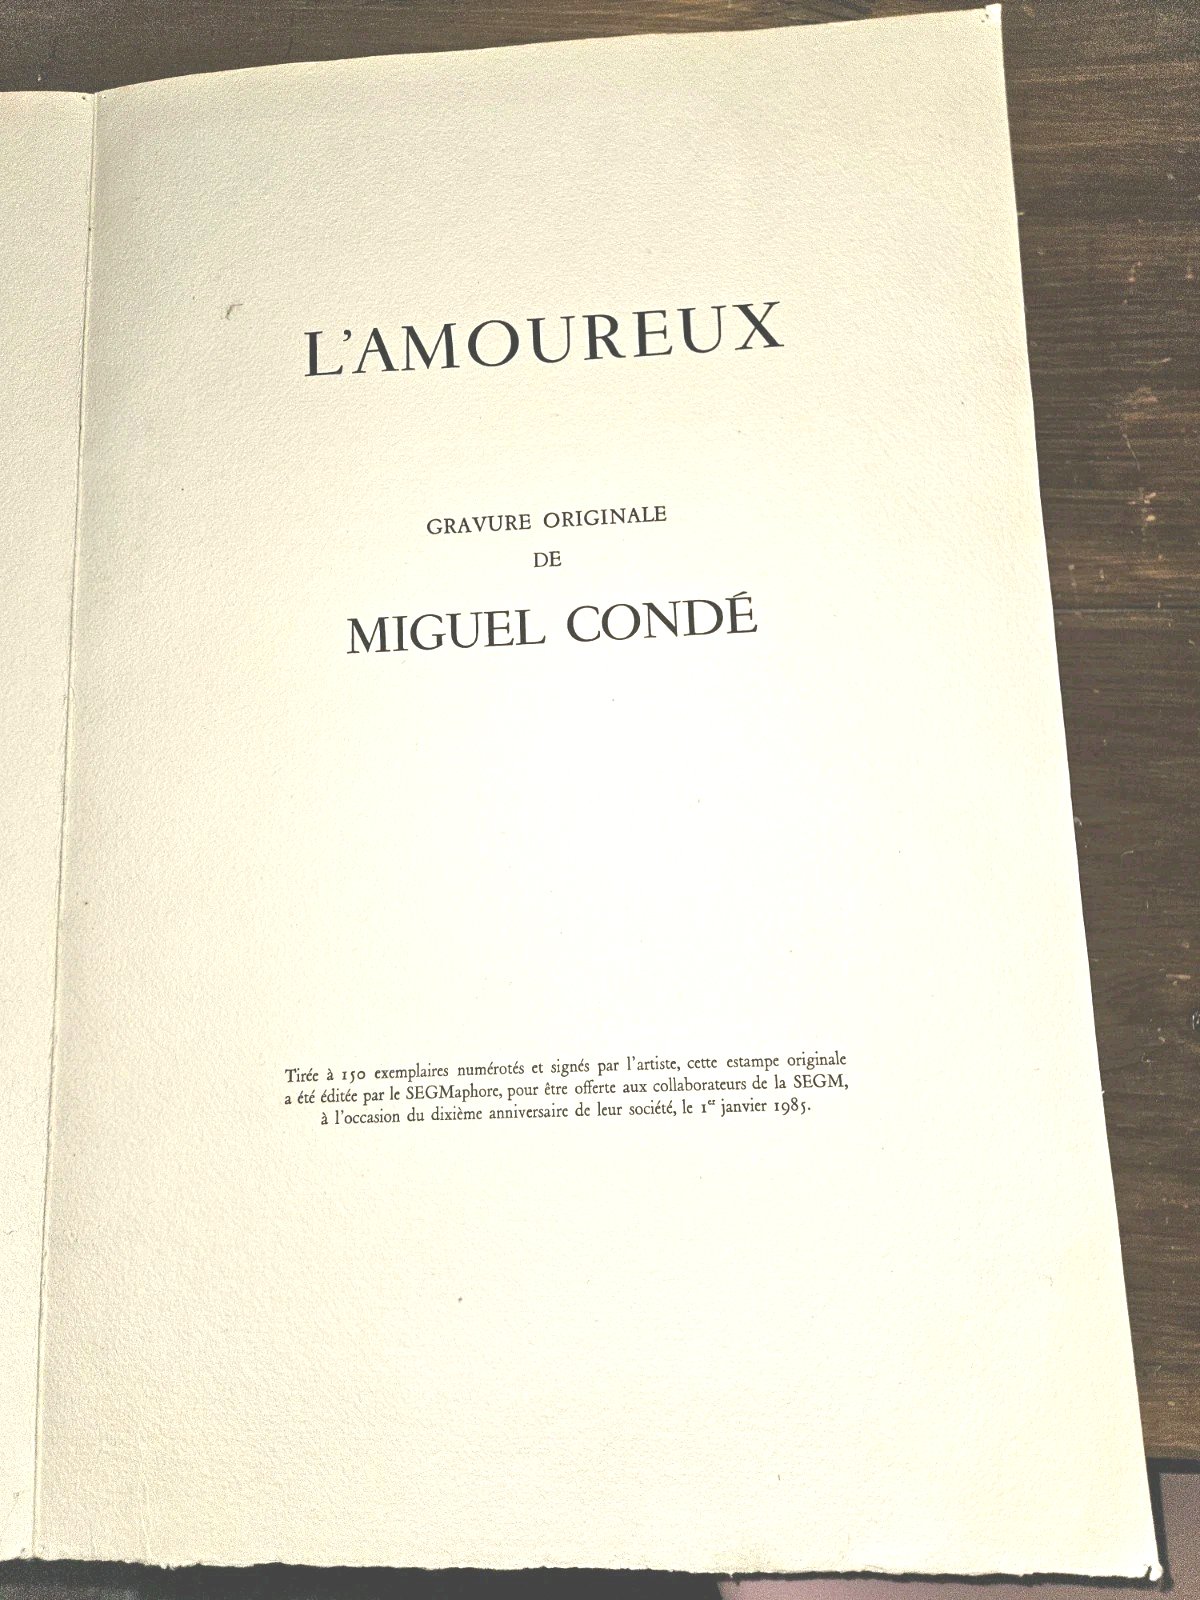 L'AMOUREUX
GRAVURE ORIGINALE
DE
MIGUEL CONDÉ
Tirée à 150 exemplaires numérotés et signés par l'artiste, cette estampe originale
a été éditée par le SEGMaphore, pour être offerte aux collaborateurs de la SEGM,
à l'occasion du dixième anniversaire de leur société, le 1er janvier 1985.